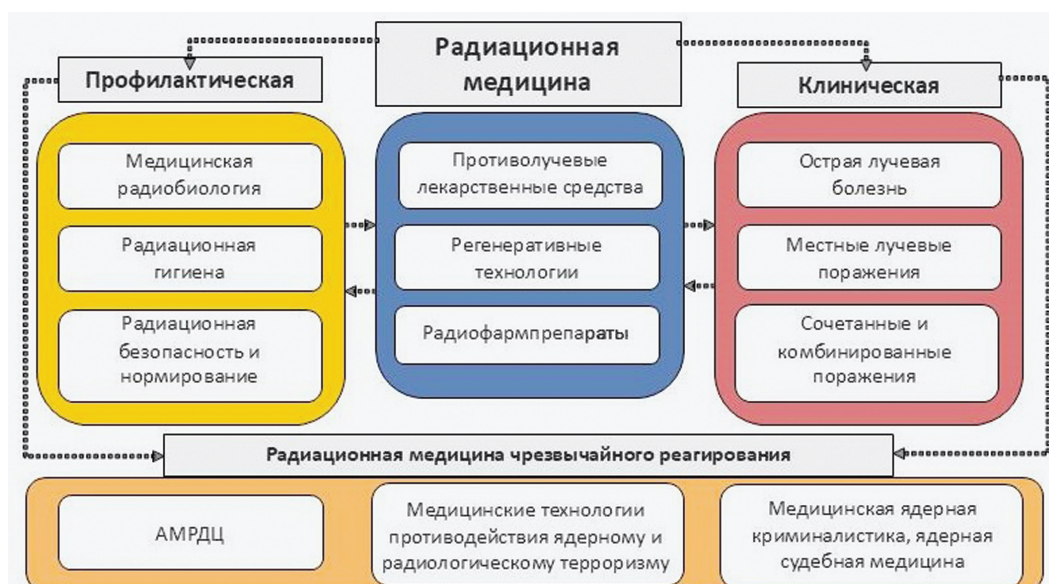 Радиационная
медицина
Профилактическая
Клиническая
Медицинская
радиобиология
Радиационная
гигиена
Радиационная
безопасность и
нормирование
Противолучевые
лекарственные средства
Регенеративные
технологии
Радиофармпрепараты
Острая лучевая
болезнь
Местные лучевые
поражения
Сочетанные и
комбинированные
поражения
Радиационная медицина чрезвычайного реагирования
АМРДЦ
Медицинские технологии
противодействия ядерному и
радиологическому терроризму
Медицинская ядерная
криминалистика, ядерная
судебная медицина